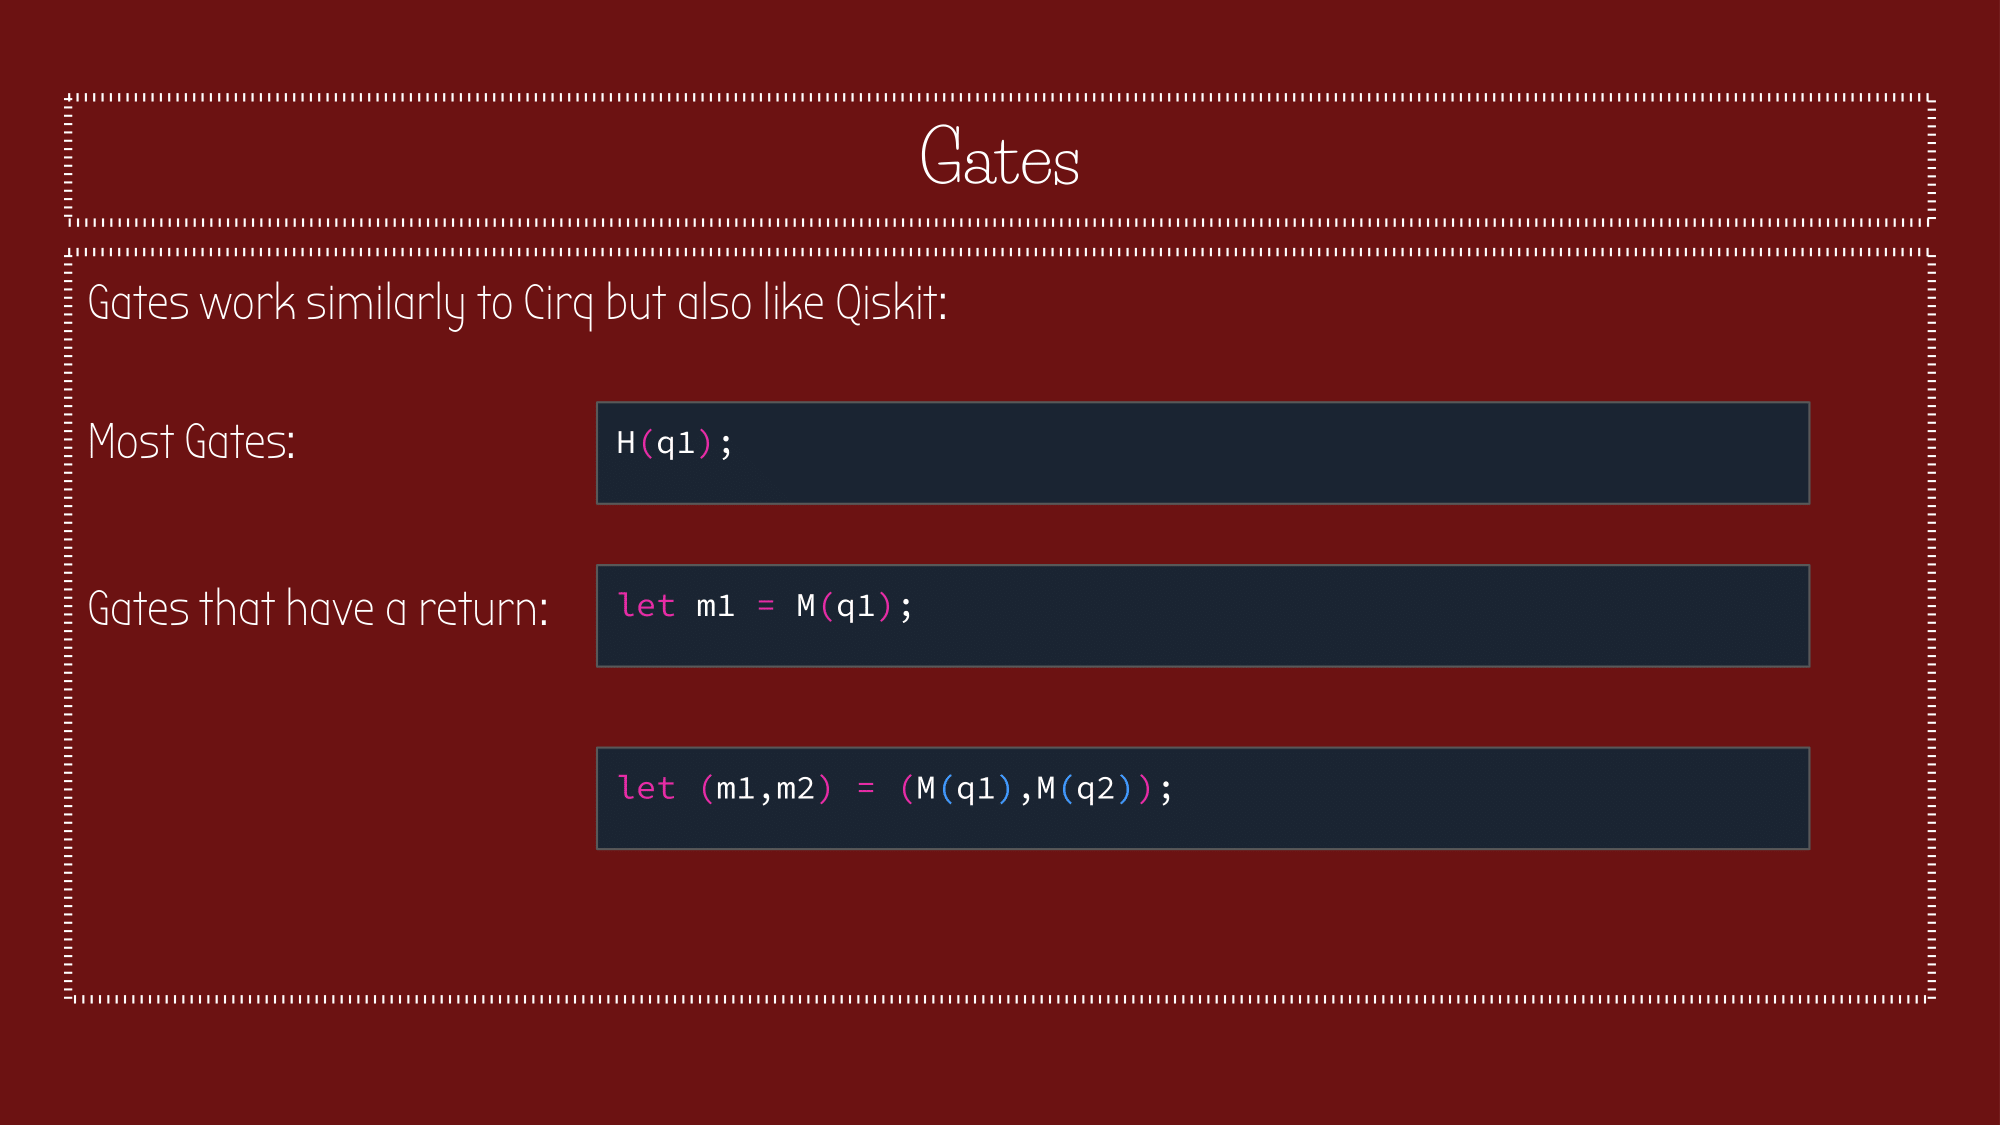 Gates
Gates work similarly to Cirq but also like Qiskit:
Most Gates:
H(q1);
Gates that have a return:
let m1 = M(q1);
let (m1,m2) = (M(q1),M(q2));